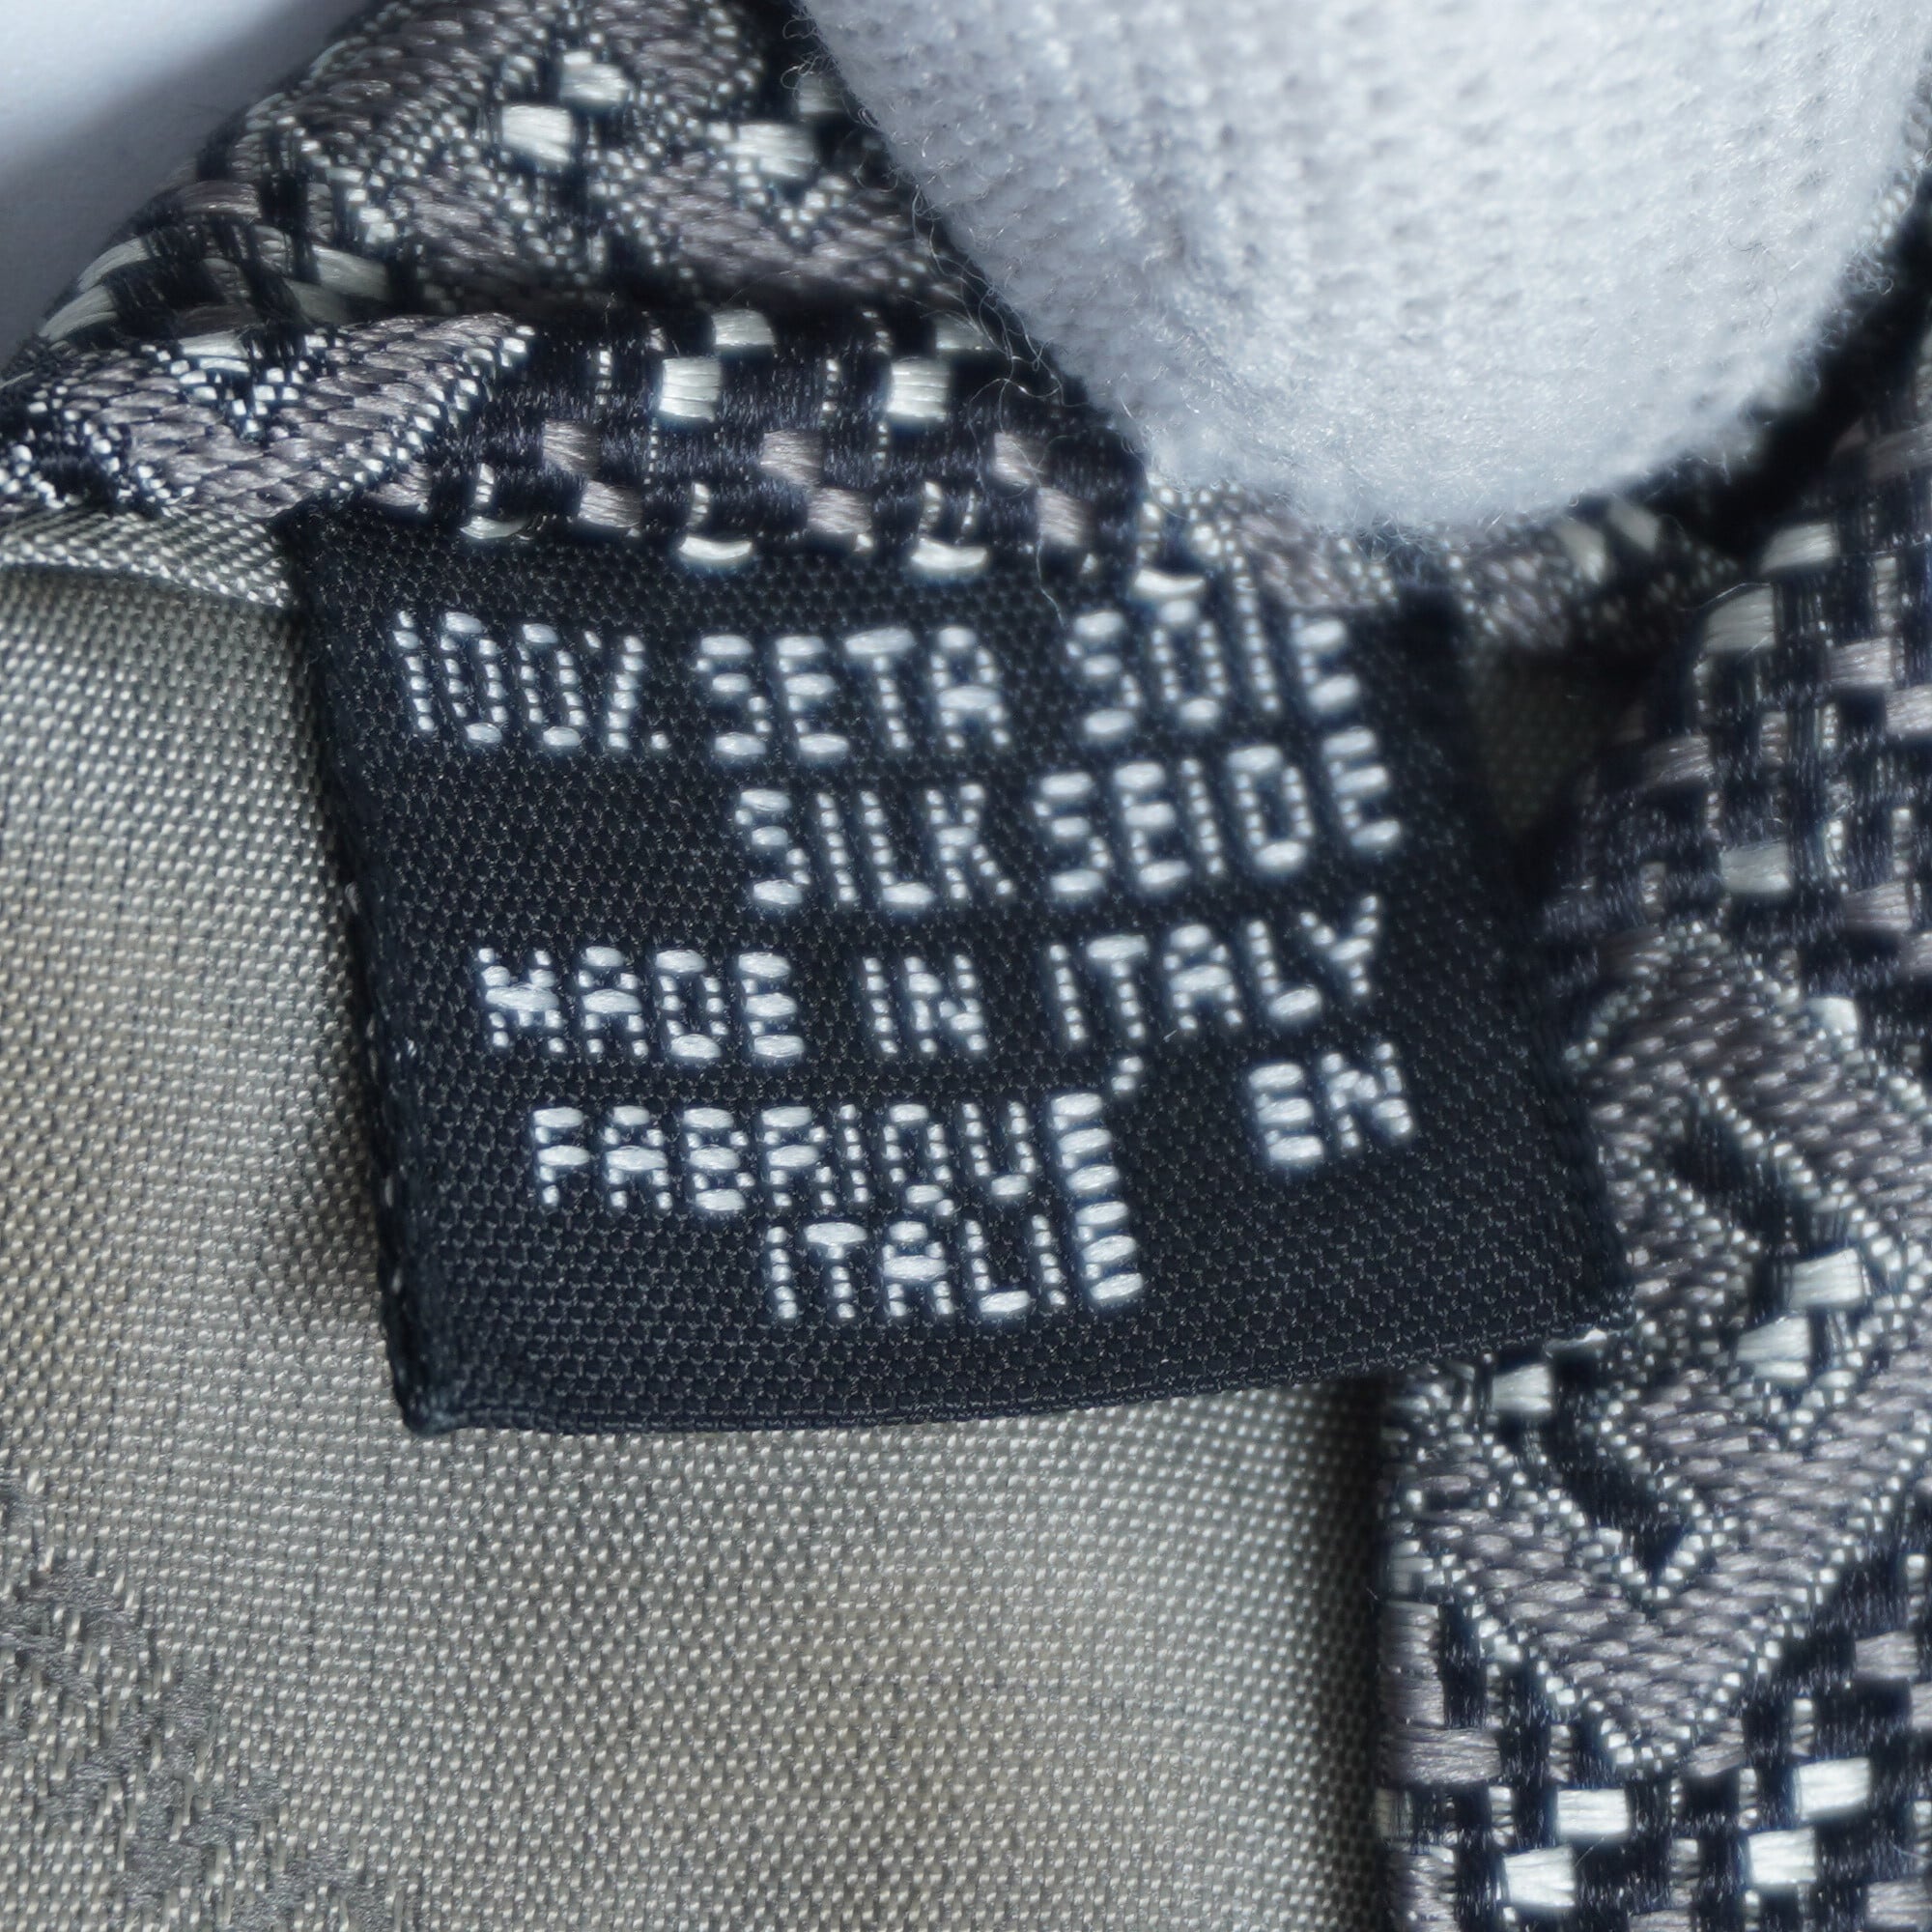 100% SETA SOIE
SILK SEIDE
MADE IN ITALY
FABRIQUÉ EN
ITALIE